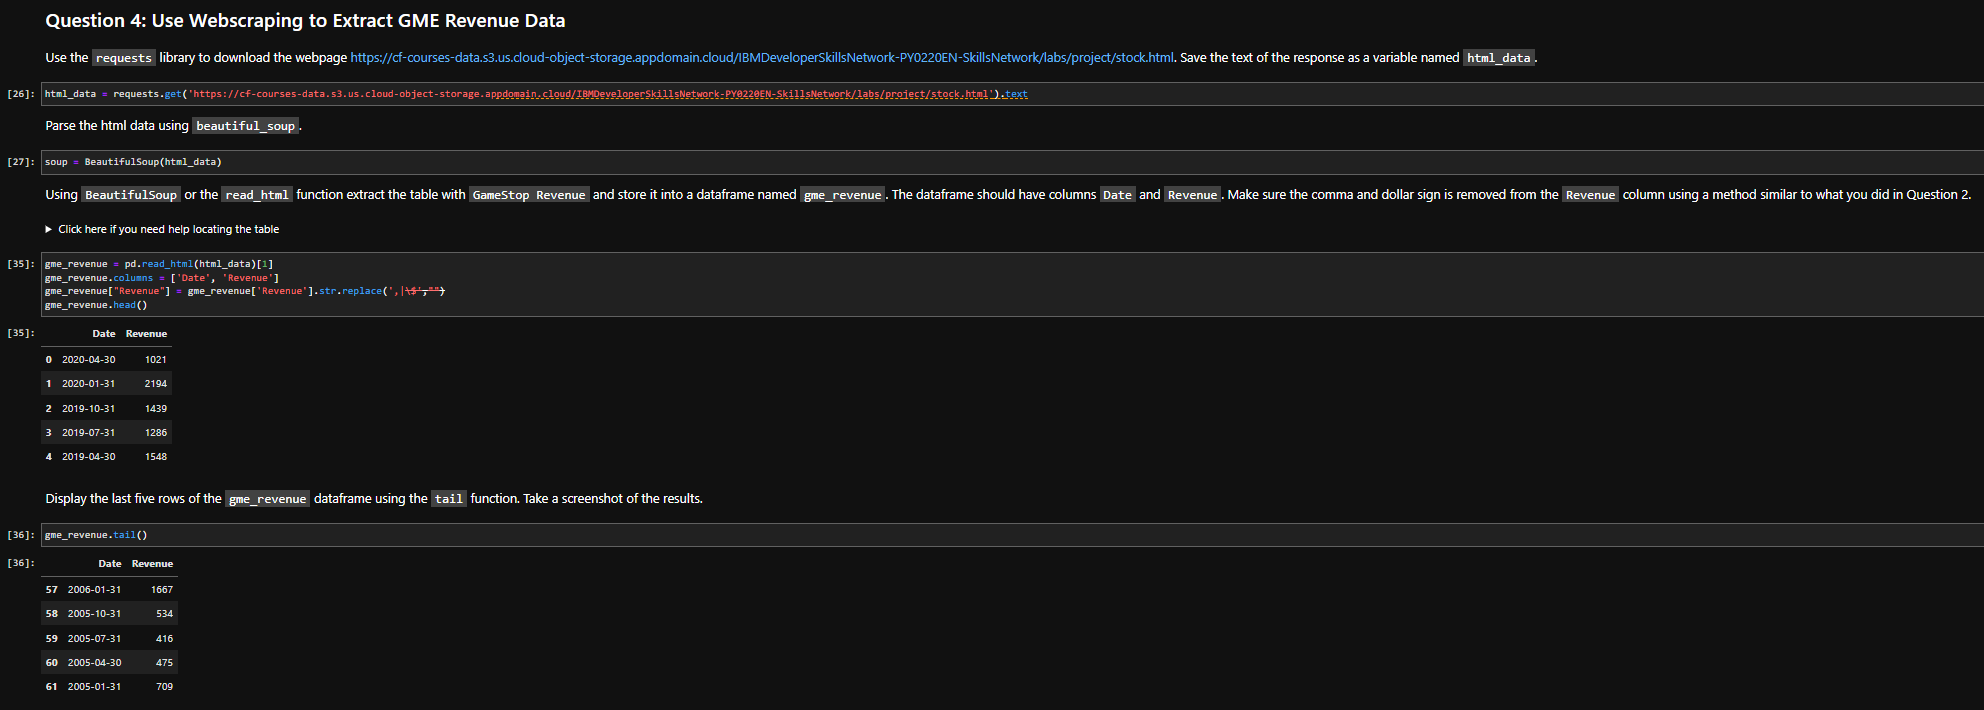 Question 4: Use Webscraping to Extract GME Revenue Data
Use the requests library to download the webpage https://cf-courses-data.s3.us.cloud-object-storage.appdomain.cloud/IBMDeveloperSkillsNetwork-PY0220EN-SkillsNetwork/labs/project/stock.html. Save the text of the response as a variable named html_data.
[26]: html_data = requests.get('https://cf-courses-data.s3.us.cloud-object-storage.appdomain.cloud/IBMDeveloperSkillsNetwork-PY0220EN-SkillsNetwork/labs/project/stock.html').text
Parse the html data using beautiful_soup.
[27]: soup = BeautifulSoup(html_data)
Using BeautifulSoup or the read_html function extract the table with GameStop Revenue and store it into a dataframe named gme_revenue. The dataframe should have columns Date and Revenue. Make sure the comma and dollar sign is removed from the Revenue column using a method similar to what you did in Question 2.
Click here if you need help locating the table
[35]: gme_revenue = pd.read_html(html_data)[1]
gme_revenue.columns = ['Date', 'Revenue']
gme_revenue["Revenue"] = gme_revenue['Revenue'].str.replace(',|\$',"")
gme_revenue.head()
[35]: Date Revenue
0 2020-04-30 1021
1 2020-01-31 2194
2 2019-10-31 1439
3 2019-07-31 1286
4 2019-04-30 1548
Display the last five rows of the gme_revenue dataframe using the tail function. Take a screenshot of the results.
[36]: gme_revenue.tail()
[36]: Date Revenue
57 2006-01-31 1667
58 2005-10-31 534
59 2005-07-31 416
60 2005-04-30 475
61 2005-01-31 709